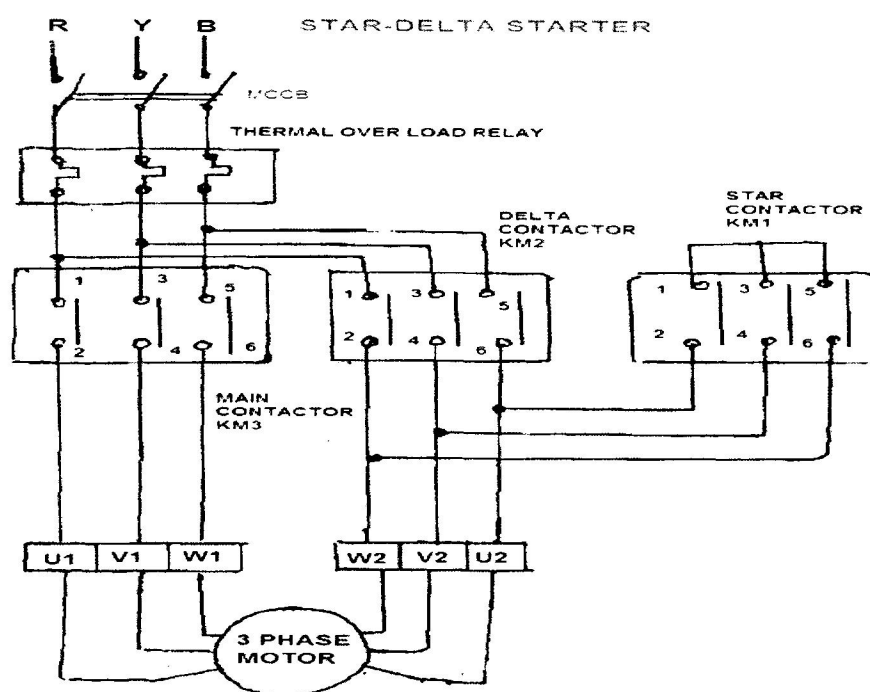 R Y B STAR-DELTA STARTER
MCCB
THERMAL OVER LOAD RELAY
DELTA
CONTACTOR
KM2
STAR
CONTACTOR
KM1
1 3 5
2 4 6
1 3 5
2 4 6
1 3 5
2 4 6
MAIN
CONTACTOR
KM3
U1 V1 W1
W2 V2 U2
3 PHASE
MOTOR